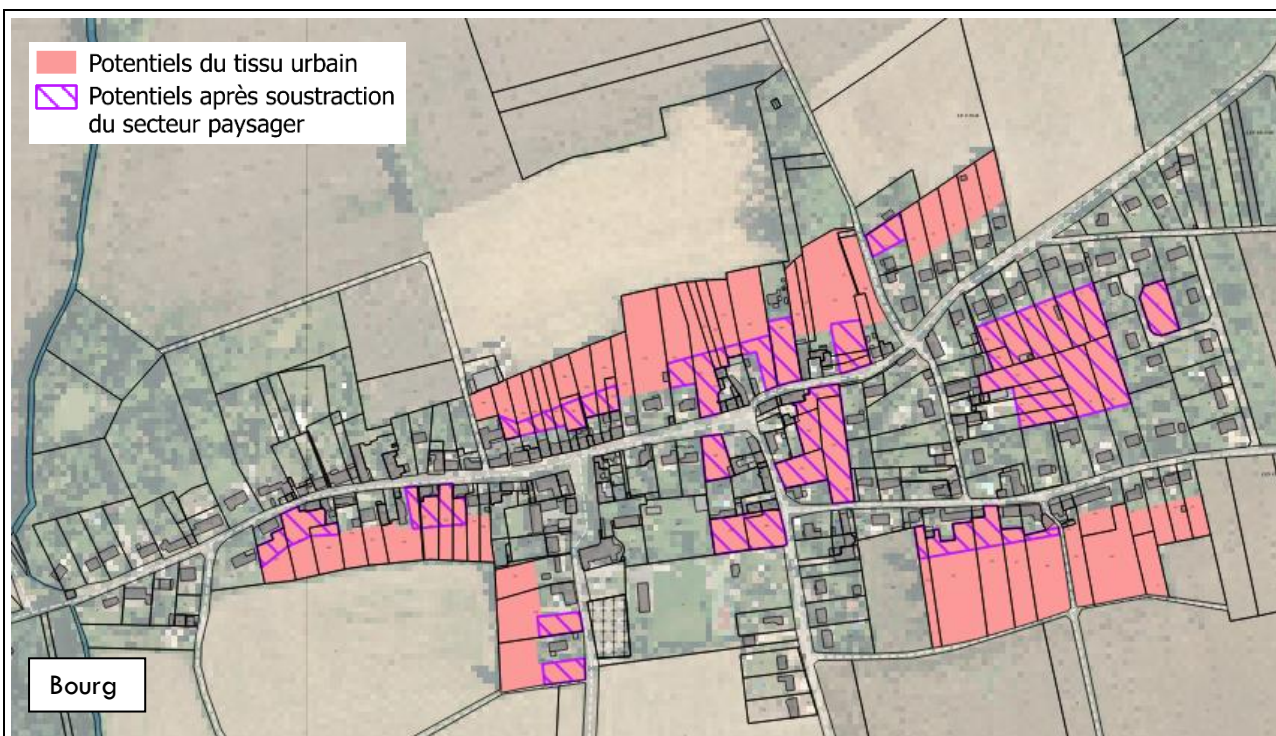 Potentiels du tissu urbain
Potentiels après soustraction
du secteur paysager
Bourg